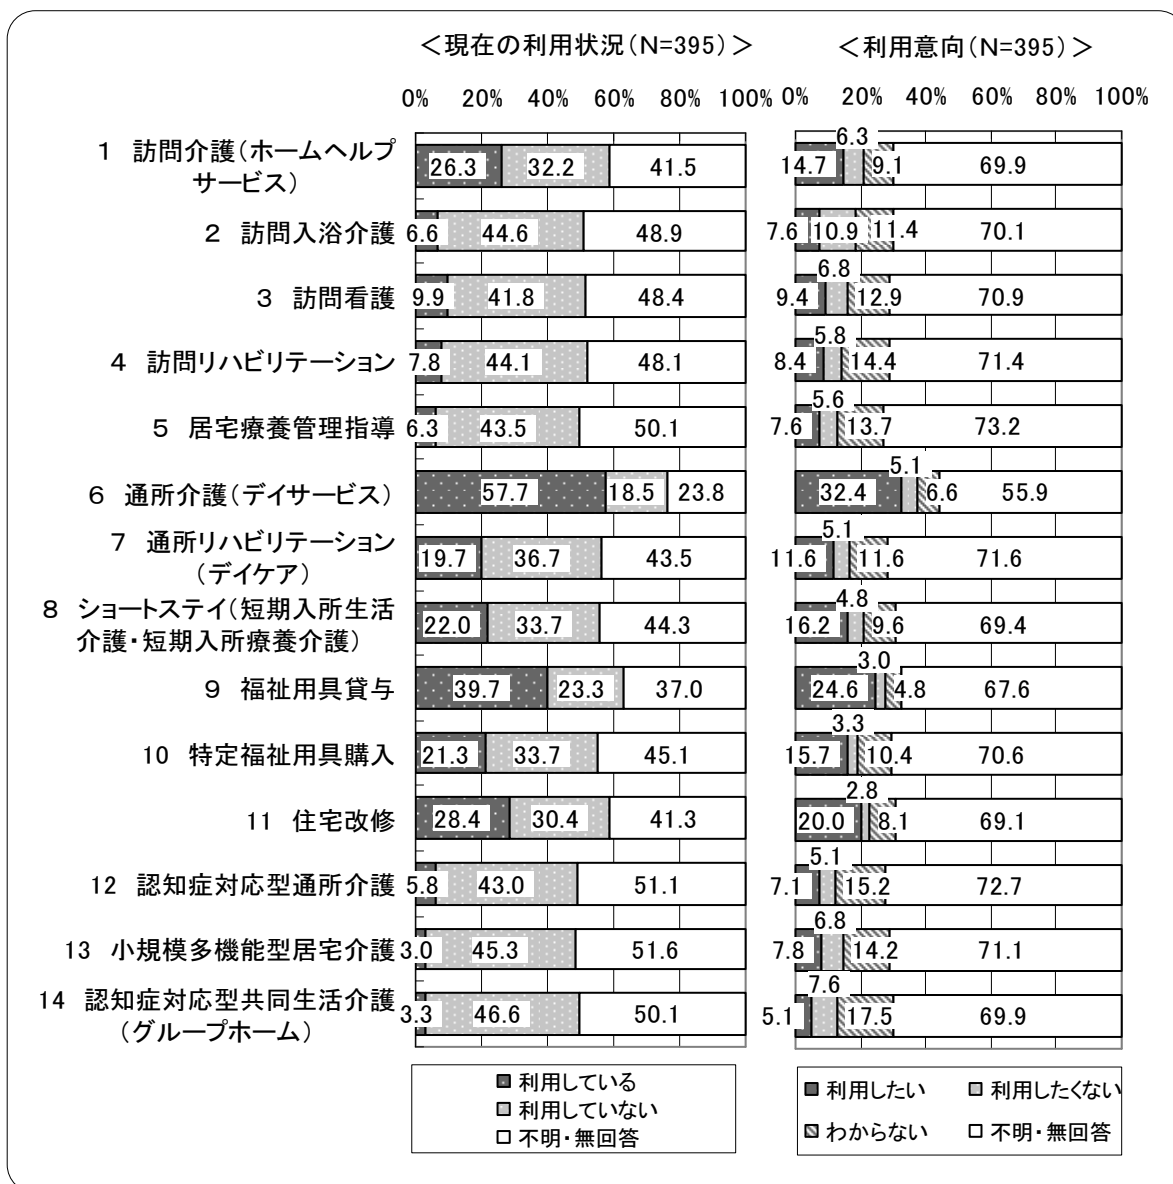 ＜現在の利用状況(N=395)＞ ＜利用意向(N=395)＞
0% 20% 40% 60% 80% 100% 0% 20% 40% 60% 80% 100%
1 訪問介護(ホームヘルプ
サービス)
26.3 32.2 41.5 14.7 6.3 9.1 69.9
2 訪問入浴介護 6.6 44.6 48.9 7.6 10.9 11.4 70.1
3 訪問看護 9.9 41.8 48.4 9.4 6.8 12.9 70.9
4 訪問リハビリテーション 7.8 44.1 48.1 8.4 5.8 14.4 71.4
5 居宅療養管理指導 6.3 43.5 50.1 7.6 5.6 13.7 73.2
6 通所介護(デイサービス) 57.7 18.5 23.8 32.4 5.1 6.6 55.9
7 通所リハビリテーション
(デイケア)
19.7 36.7 43.5 11.6 5.1 11.6 71.6
8 ショートステイ(短期入所生活
介護・短期入所療養介護)
22.0 33.7 44.3 16.2 4.8 9.6 69.4
9 福祉用具貸与 39.7 23.3 37.0 24.6 3.0 4.8 67.6
10 特定福祉用具購入 21.3 33.7 45.1 15.7 3.3 10.4 70.6
11 住宅改修 28.4 30.4 41.3 20.0 2.8 8.1 69.1
12 認知症対応型通所介護 5.8 43.0 51.1 7.1 5.1 15.2 72.7
13 小規模多機能型居宅介護 3.0 45.3 51.6 7.8 6.8 14.2 71.1
14 認知症対応型共同生活介護
(グループホーム)
3.3 46.6 50.1 5.1 7.6 17.5 69.9
利用している
利用していない
不明・無回答
利用したい 利用したくない
わからない 不明・無回答